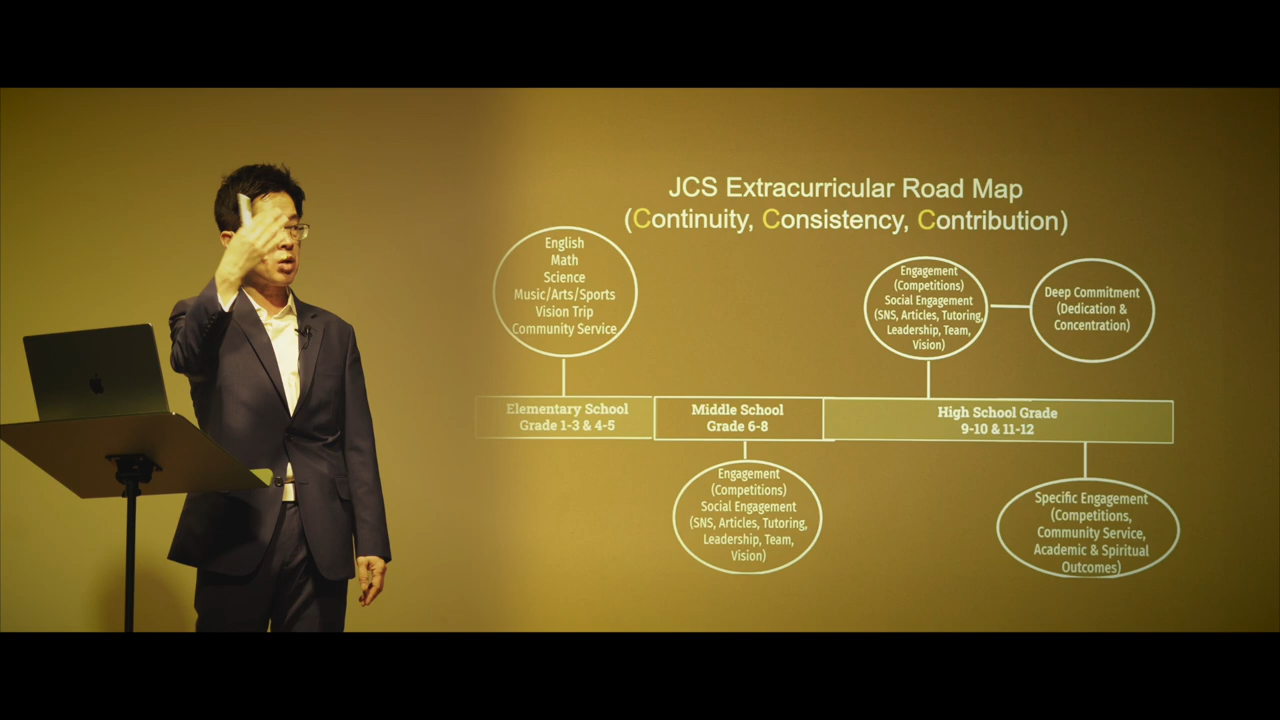 JCS Extracurricular Road Map
(Continuity, Consistency, Contribution)
English
Math
Science
Music/Arts/Sports
Vision Trip
Community Service
Engagement
(Competitions)
Social Engagement
(SNS, Articles, Tutoring,
Leadership, Team,
Vision)
Deep Commitment
(Dedication &
Concentration)
Elementary School
Grade 1-3 & 4-5
Middle School
Grade 6-8
High School Grade
9-10 & 11-12
Engagement
(Competitions)
Social Engagement
(SNS, Articles, Tutoring,
Leadership, Team,
Vision)
Specific Engagement
(Competitions,
Community Service,
Academic & Spiritual
Outcomes)